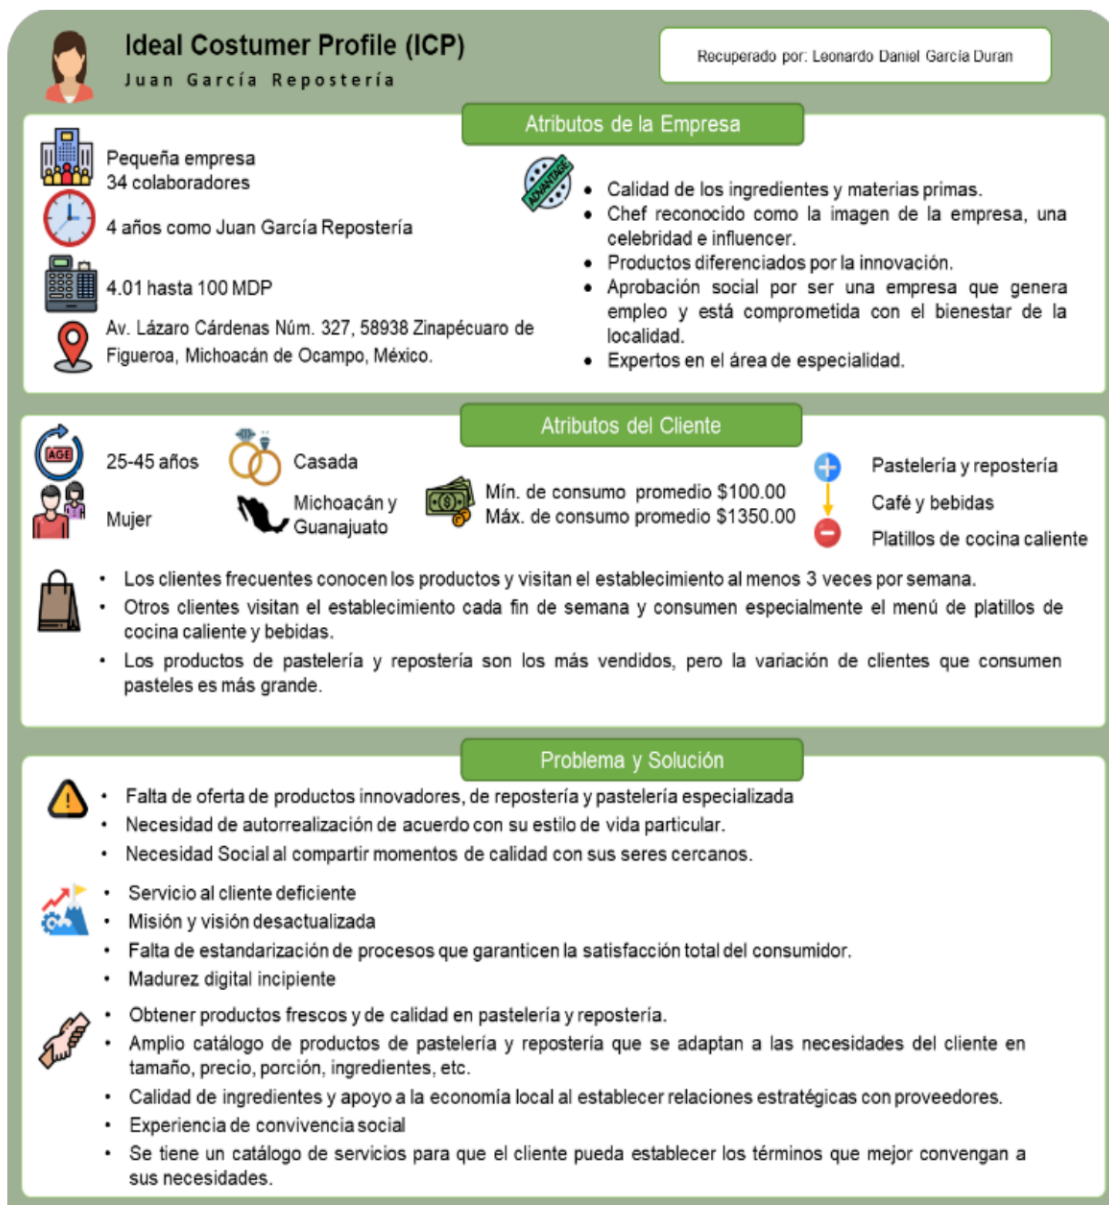 Ideal Costumer Profile (ICP)
Juan García Repostería
Recuperado por: Leonardo Daniel García Duran
Atributos de la Empresa
Pequeña empresa
34 colaboradores
4 años como Juan García Repostería
4.01 hasta 100 MDP
Av. Lázaro Cárdenas Núm. 327, 58938 Zinapécuaro de
Figueroa, Michoacán de Ocampo, México.
ADVANTAGE
• Calidad de los ingredientes y materias primas.
• Chef reconocido como la imagen de la empresa, una
celebridad e influencer.
• Productos diferenciados por la innovación.
• Aprobación social por ser una empresa que genera
empleo y está comprometida con el bienestar de la
localidad.
• Expertos en el área de especialidad.
Atributos del Cliente
AGE
25-45 años
Mujer
Casada
Michoacán y
Guanajuato
Mín. de consumo promedio $100.00
Máx. de consumo promedio $1350.00
Pastelería y repostería
Café y bebidas
Platillos de cocina caliente
• Los clientes frecuentes conocen los productos y visitan el establecimiento al menos 3 veces por semana.
• Otros clientes visitan el establecimiento cada fin de semana y consumen especialmente el menú de platillos de
cocina caliente y bebidas.
• Los productos de pastelería y repostería son los más vendidos, pero la variación de clientes que consumen
pasteles es más grande.
Problema y Solución
• Falta de oferta de productos innovadores, de repostería y pastelería especializada
• Necesidad de autorrealización de acuerdo con su estilo de vida particular.
• Necesidad Social al compartir momentos de calidad con sus seres cercanos.
• Servicio al cliente deficiente
• Misión y visión desactualizada
• Falta de estandarización de procesos que garanticen la satisfacción total del consumidor.
• Madurez digital incipiente
• Obtener productos frescos y de calidad en pastelería y repostería.
• Amplio catálogo de productos de pastelería y repostería que se adaptan a las necesidades del cliente en
tamaño, precio, porción, ingredientes, etc.
• Calidad de ingredientes y apoyo a la economía local al establecer relaciones estratégicas con proveedores.
• Experiencia de convivencia social
• Se tiene un catálogo de servicios para que el cliente pueda establecer los términos que mejor convengan a
sus necesidades.